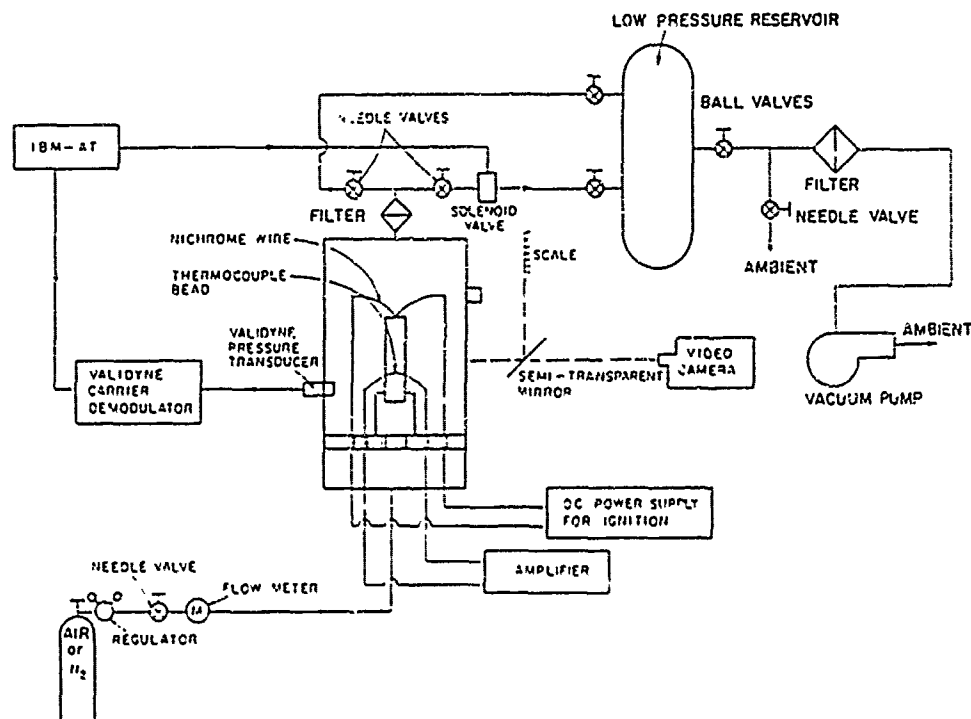 LOW PRESSURE RESERVOIR
NEEDLE VALVES
BALL VALVES
IBM-AT
FILTER
SOLENOID
VALVE
FILTER
NEEDLE VALVE
NICHROME WIRE
SCALE
AMBIENT
THERMOCOUPLE
BEAD
VALIDYNE
PRESSURE
TRANSDUCER
AMBIENT
VIDEO
CAMERA
SEMI-TRANSPARENT
MIRROR
VACUUM PUMP
VALIDYNE
CARRIER
DEMODULATOR
DC POWER SUPPLY
FOR IGNITION
NEEDLE VALVE
FLOW METER
AMPLIFIER
M
REGULATOR
AIR
or
N2